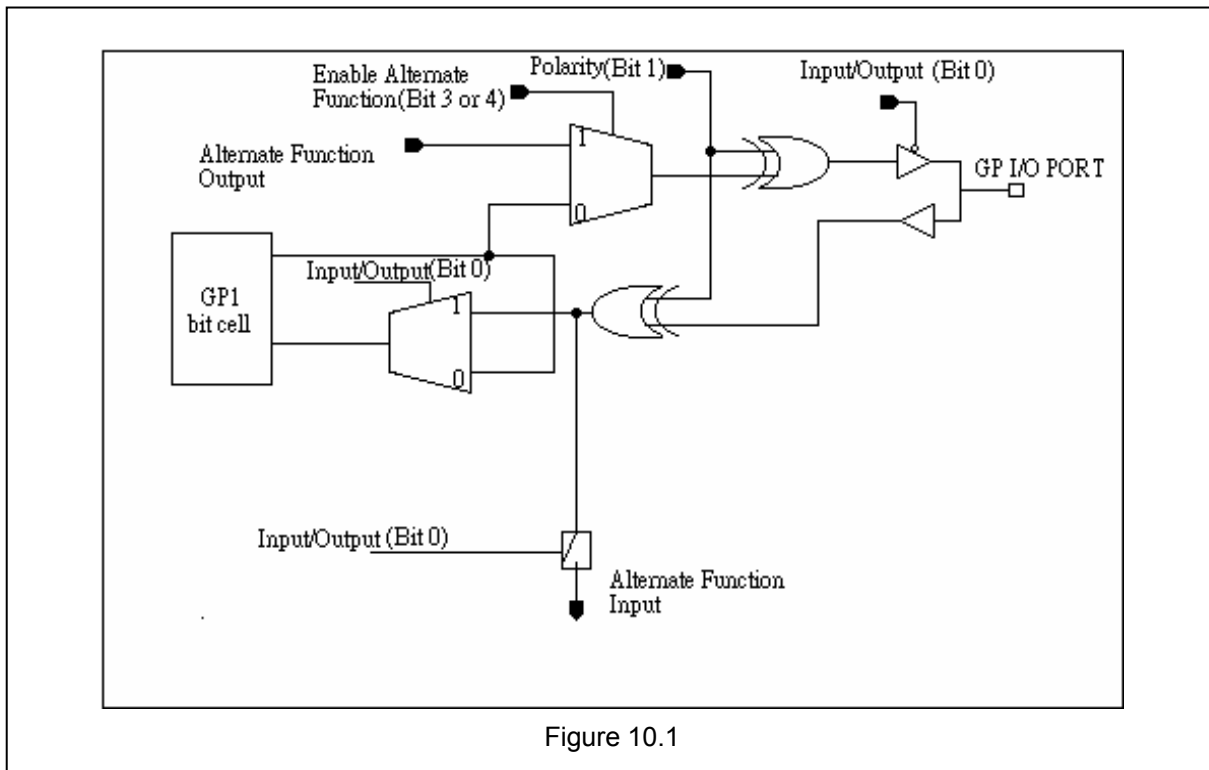 Polarity(Bit 1)
Input/Output (Bit 0)
Enable Alternate
Function(Bit 3 or 4)
1
Alternate Function
Output
GP I/O PORT
0
Input/Output(Bit 0)
GP1
bit cell
1
0
Input/Output (Bit 0)
Alternate Function
Input
Figure 10.1